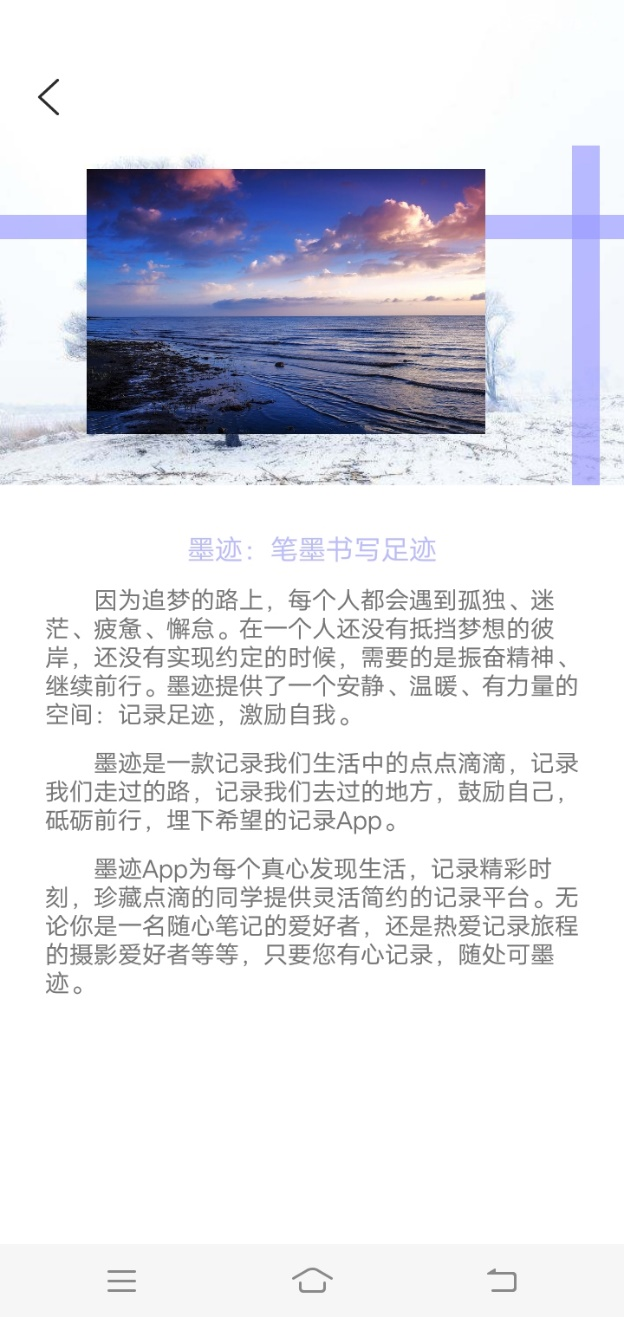 墨迹：笔墨书写足迹
因为追梦的路上，每个人都会遇到孤独、迷
茫、疲惫、懈怠。在一个人还没有抵挡梦想的彼
岸，还没有实现约定的时候，需要的是振奋精神、
继续前行。墨迹提供了一个安静、温暖、有力量的
空间：记录足迹，激励自我。
墨迹是一款记录我们生活中的点点滴滴，记录
我们走过的路，记录我们去过的地方，鼓励自己，
砥砺前行，埋下希望的记录App。
墨迹App为每个真心发现生活，记录精彩时
刻，珍藏点滴的同学提供灵活简约的记录平台。无
论你是一名随心笔记的爱好者，还是热爱记录旅程
的摄影爱好者等等，只要您有心记录，随处可墨
迹。